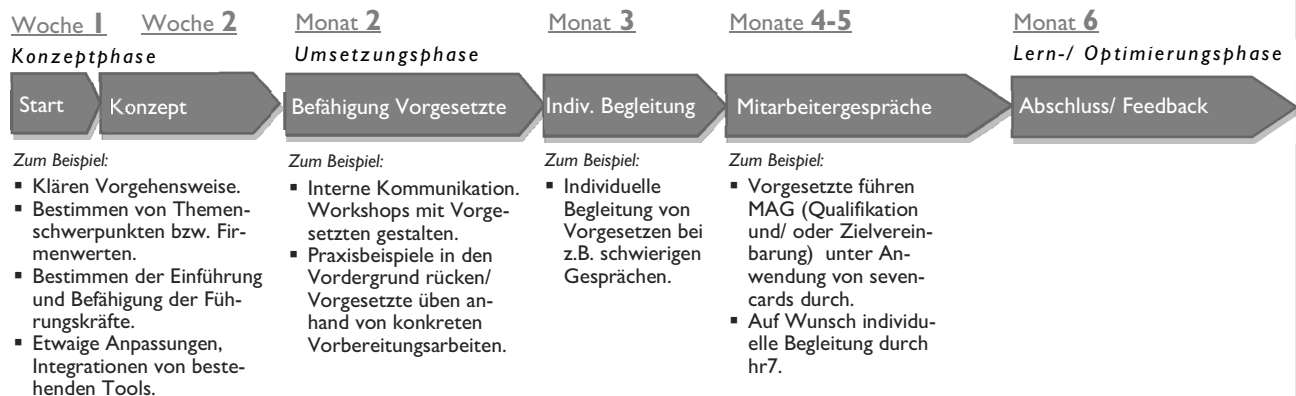 Woche 1
Woche 2
Monat 2
Monat 3
Monate 4-5
Monat 6
Konzeptphase
Umsetzungsphase
Lern-/ Optimierungsphase
Start
Konzept
Befähigung Vorgesetzte
Indiv. Begleitung
Mitarbeitergespräche
Abschluss/ Feedback
Zum Beispiel:
▪ Klären Vorgehensweise.
▪ Bestimmen von Themen-
schwerpunkten bzw. Fir-
menwerten.
▪ Bestimmen der Einführung
und Befähigung der Füh-
rungskräfte.
▪ Etwaige Anpassungen,
Integrationen von beste-
henden Tools.
Zum Beispiel:
▪ Interne Kommunikation.
Workshops mit Vorge-
setzten gestalten.
▪ Praxisbeispiele in den
Vordergrund rücken/
Vorgesetzte üben an-
hand von konkreten
Vorbereitungsarbeiten.
Zum Beispiel:
▪ Individuelle
Begleitung von
Vorgesetzen bei
z.B. schwierigen
Gesprächen.
Zum Beispiel:
▪ Vorgesetzte führen
MAG (Qualifikation
und/ oder Zielverein-
barung) unter An-
wendung von seven-
cards durch.
▪ Auf Wunsch individu-
elle Begleitung durch
hr7.